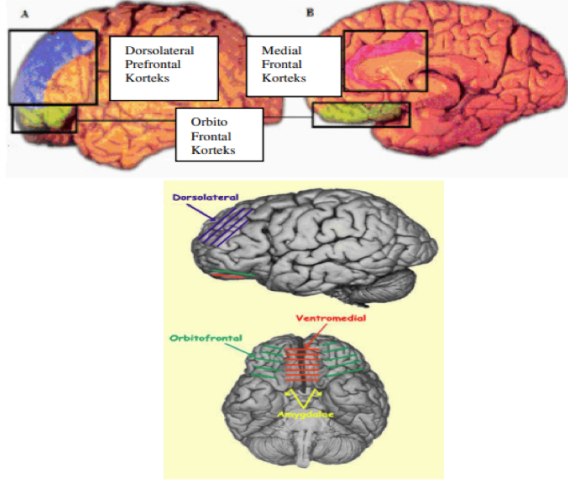 A
B
Dorsolateral
Prefrontal
Korteks
Medial
Frontal
Korteks
Orbito
Frontal
Korteks
Dorsolateral
Ventromedial
Orbitofrontal
Amygdalae